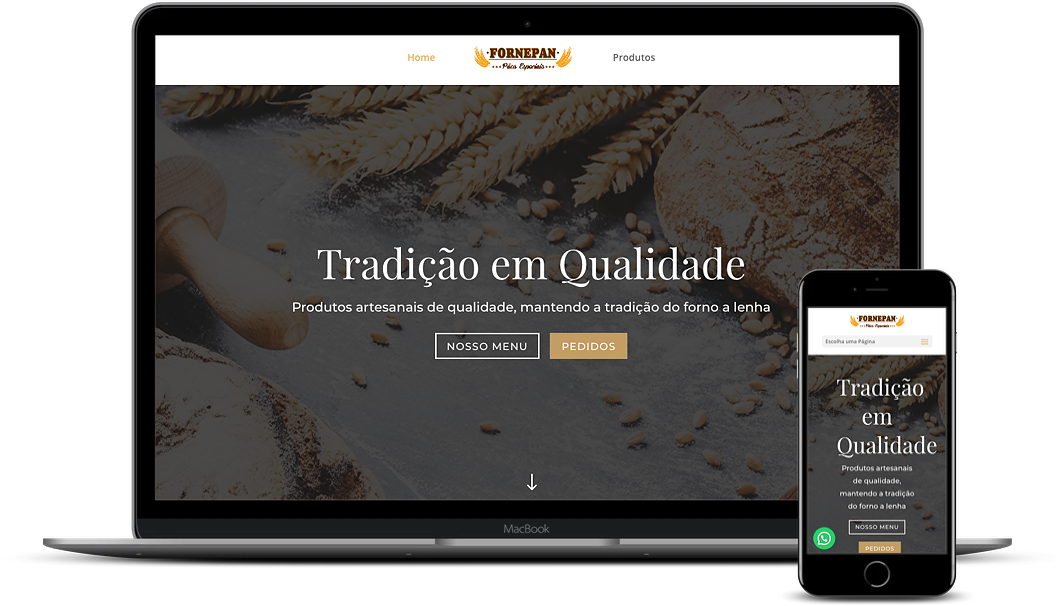 Home
FORNEPAN
Pães Especiais
Produtos
Tradição em Qualidade
Produtos artesanais de qualidade, mantendo a tradição do forno a lenha
NOSSO MENU
PEDIDOS
MacBook
FORNEPAN
Pães Especiais
Escolha uma Página
Tradição
em
Qualidade
Produtos artesanais
de qualidade,
mantendo a tradição
do forno a lenha
NOSSO MENU
PEDIDOS